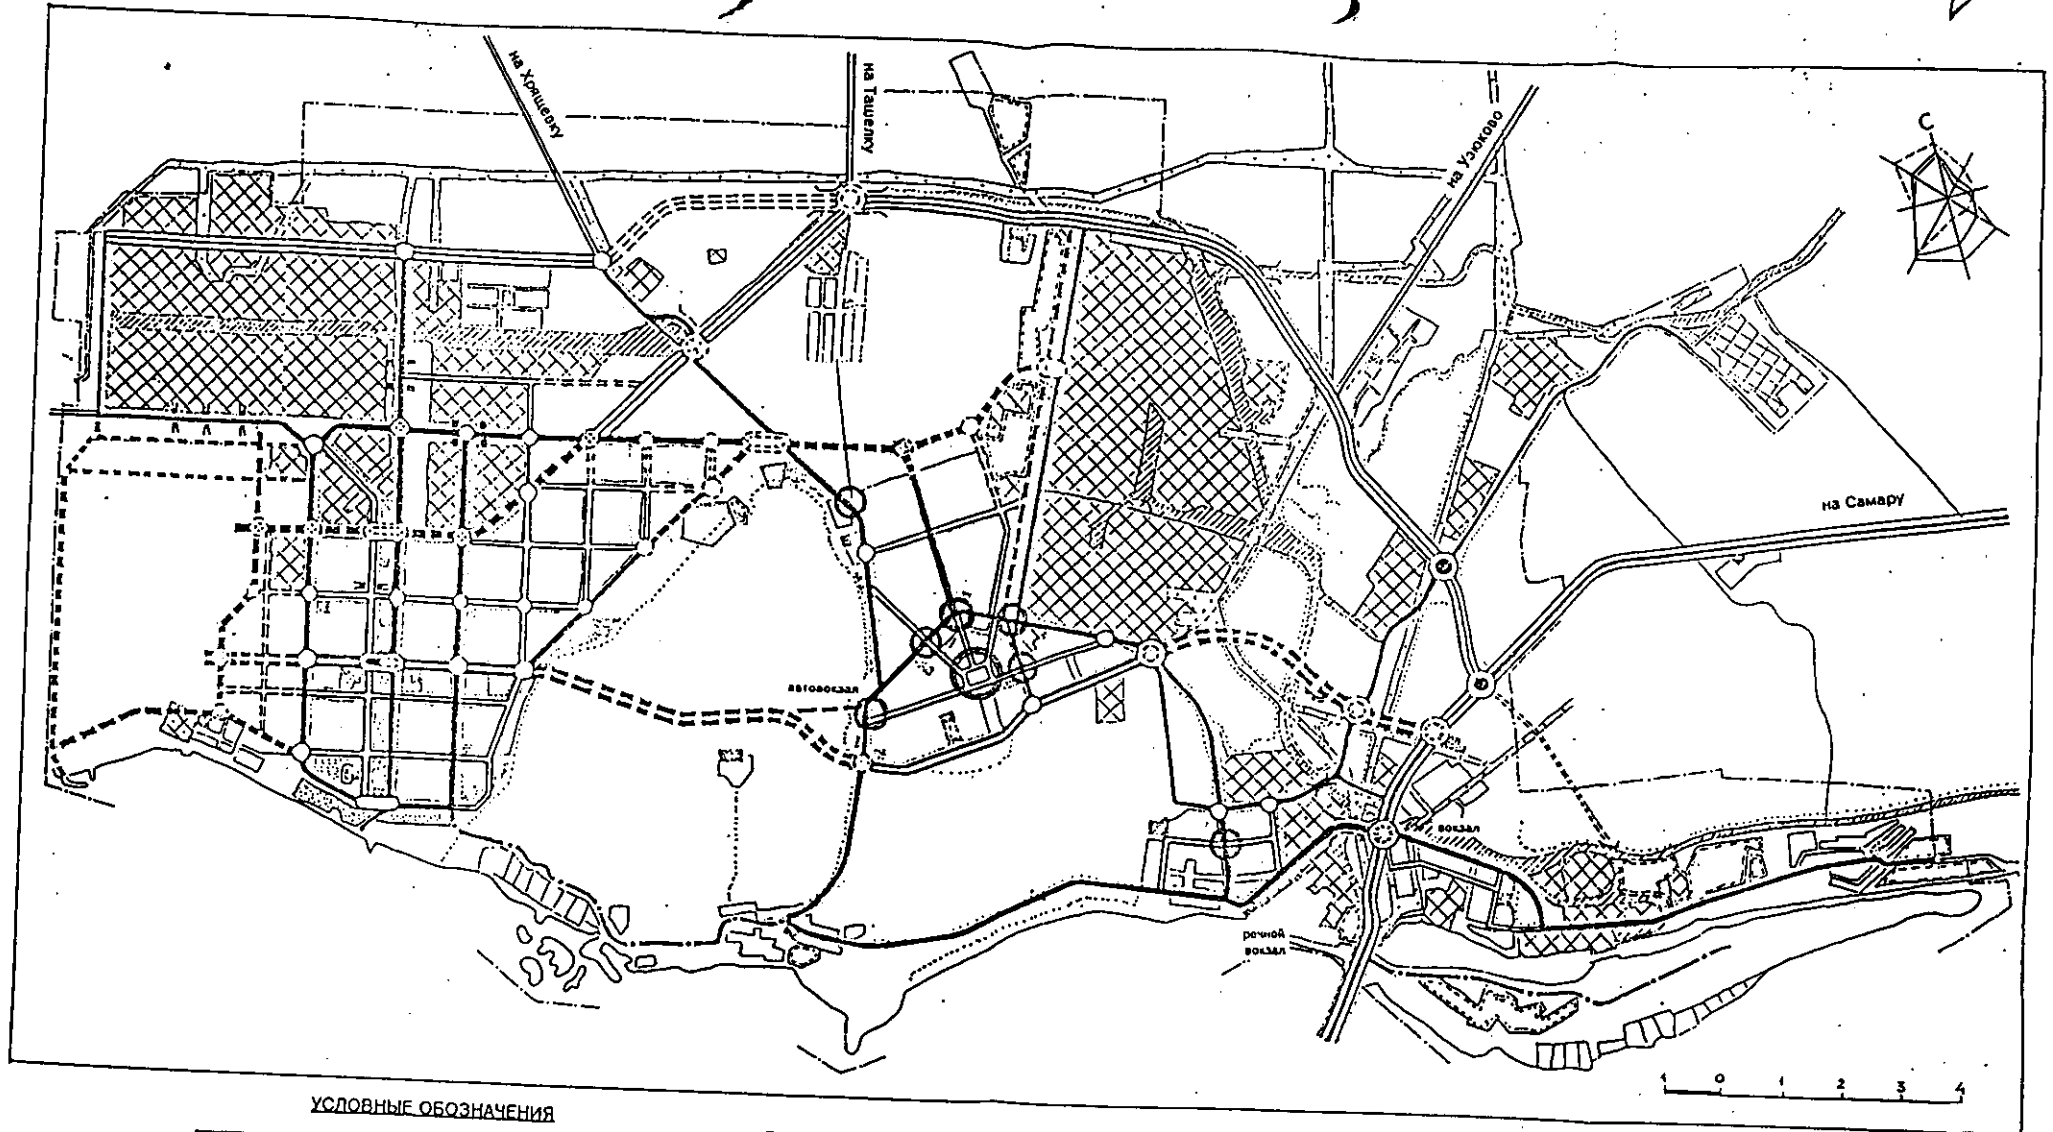 на Хрящевку
на Ташелку
на Узюково
С
на Самару
автовокзал
вокзал
речной
вокзал
1 0 1 2 3 4
УСЛОВНЫЕ ОБОЗНАЧЕНИЯ